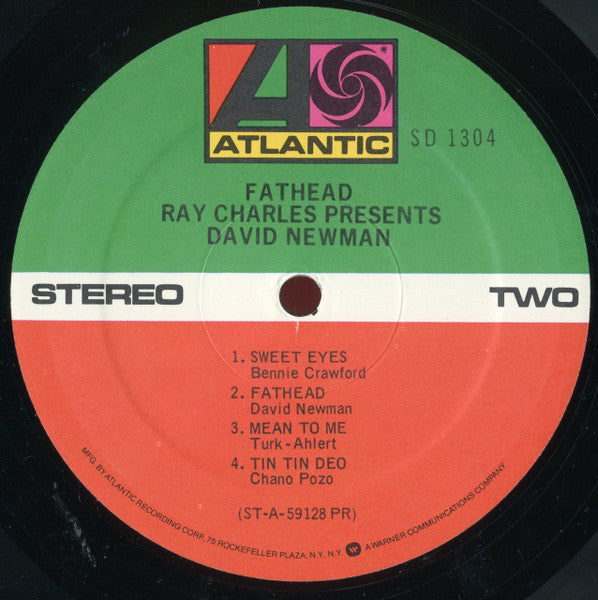 ATLANTIC
SD 1304
FATHEAD
RAY CHARLES PRESENTS
DAVID NEWMAN
STEREO
TWO
1. SWEET EYES
Bennie Crawford
2. FATHEAD
David Newman
3. MEAN TO ME
Turk-Ahlert
4. TIN TIN DEO
Chano Pozo
(ST-A-59128 PR)
MFG. BY ATLANTIC RECORDING CORP., 75 ROCKEFELLER PLAZA, N.Y. N.Y. W A WARNER COMMUNICATIONS COMPANY